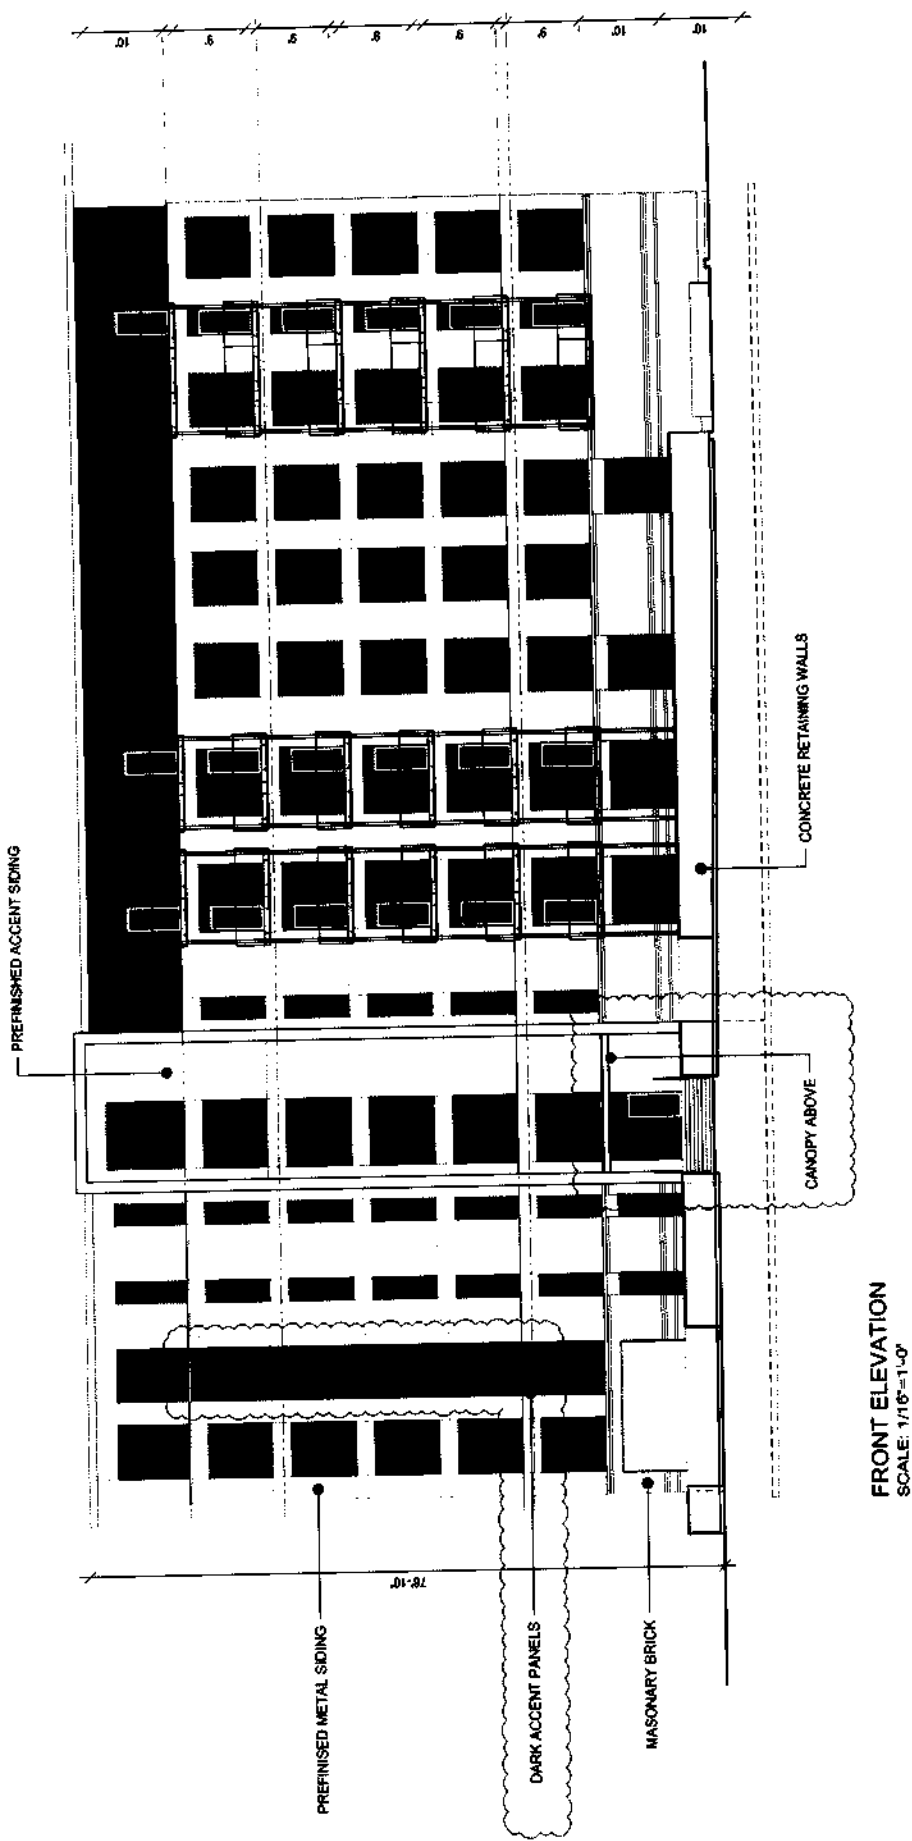 PREFINISHED ACCENT SIDING
PREFINISED METAL SIDING
DARK ACCENT PANELS
MASONARY BRICK
CANOPY ABOVE
CONCRETE RETAINING WALLS
76'-10"
10'
9'
9'
9'
9'
9'
10'
10'
FRONT ELEVATION
SCALE: 1/16"=1'-0"